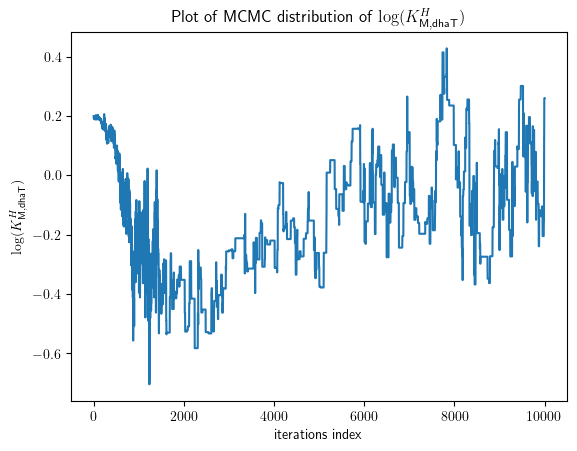 Plot of MCMC distribution of log(K^H_M,dhaT)
log(K^H_M,dhaT)
0.4
0.2
0.0
−0.2
−0.4
−0.6
0 2000 4000 6000 8000 10000
iterations index